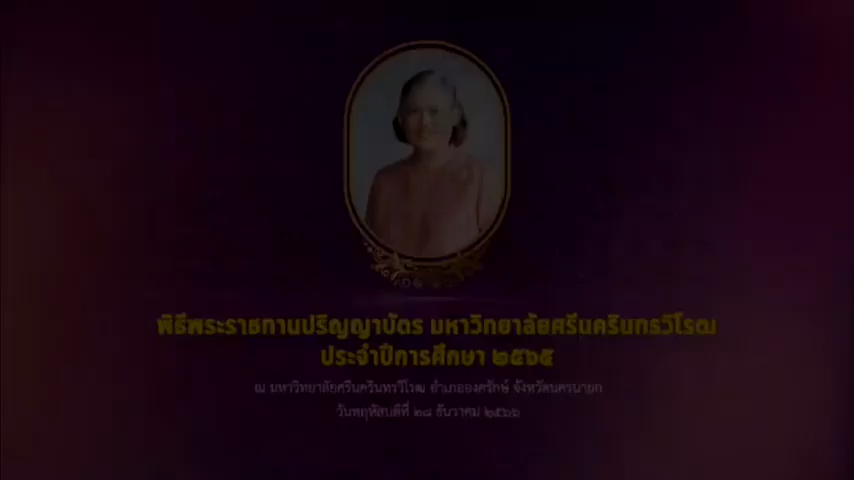 พิธีพระราชทานปริญญาบัตร มหาวิทยาลัยศรีนครินทรวิโรฒ
ประจำปีการศึกษา ๒๕๖๕
ณ มหาวิทยาลัยศรีนครินทรวิโรฒ อำเภอองครักษ์ จังหวัดนครนายก
วันพฤหัสบดีที่ ๒๘ ธันวาคม ๒๕๖๖